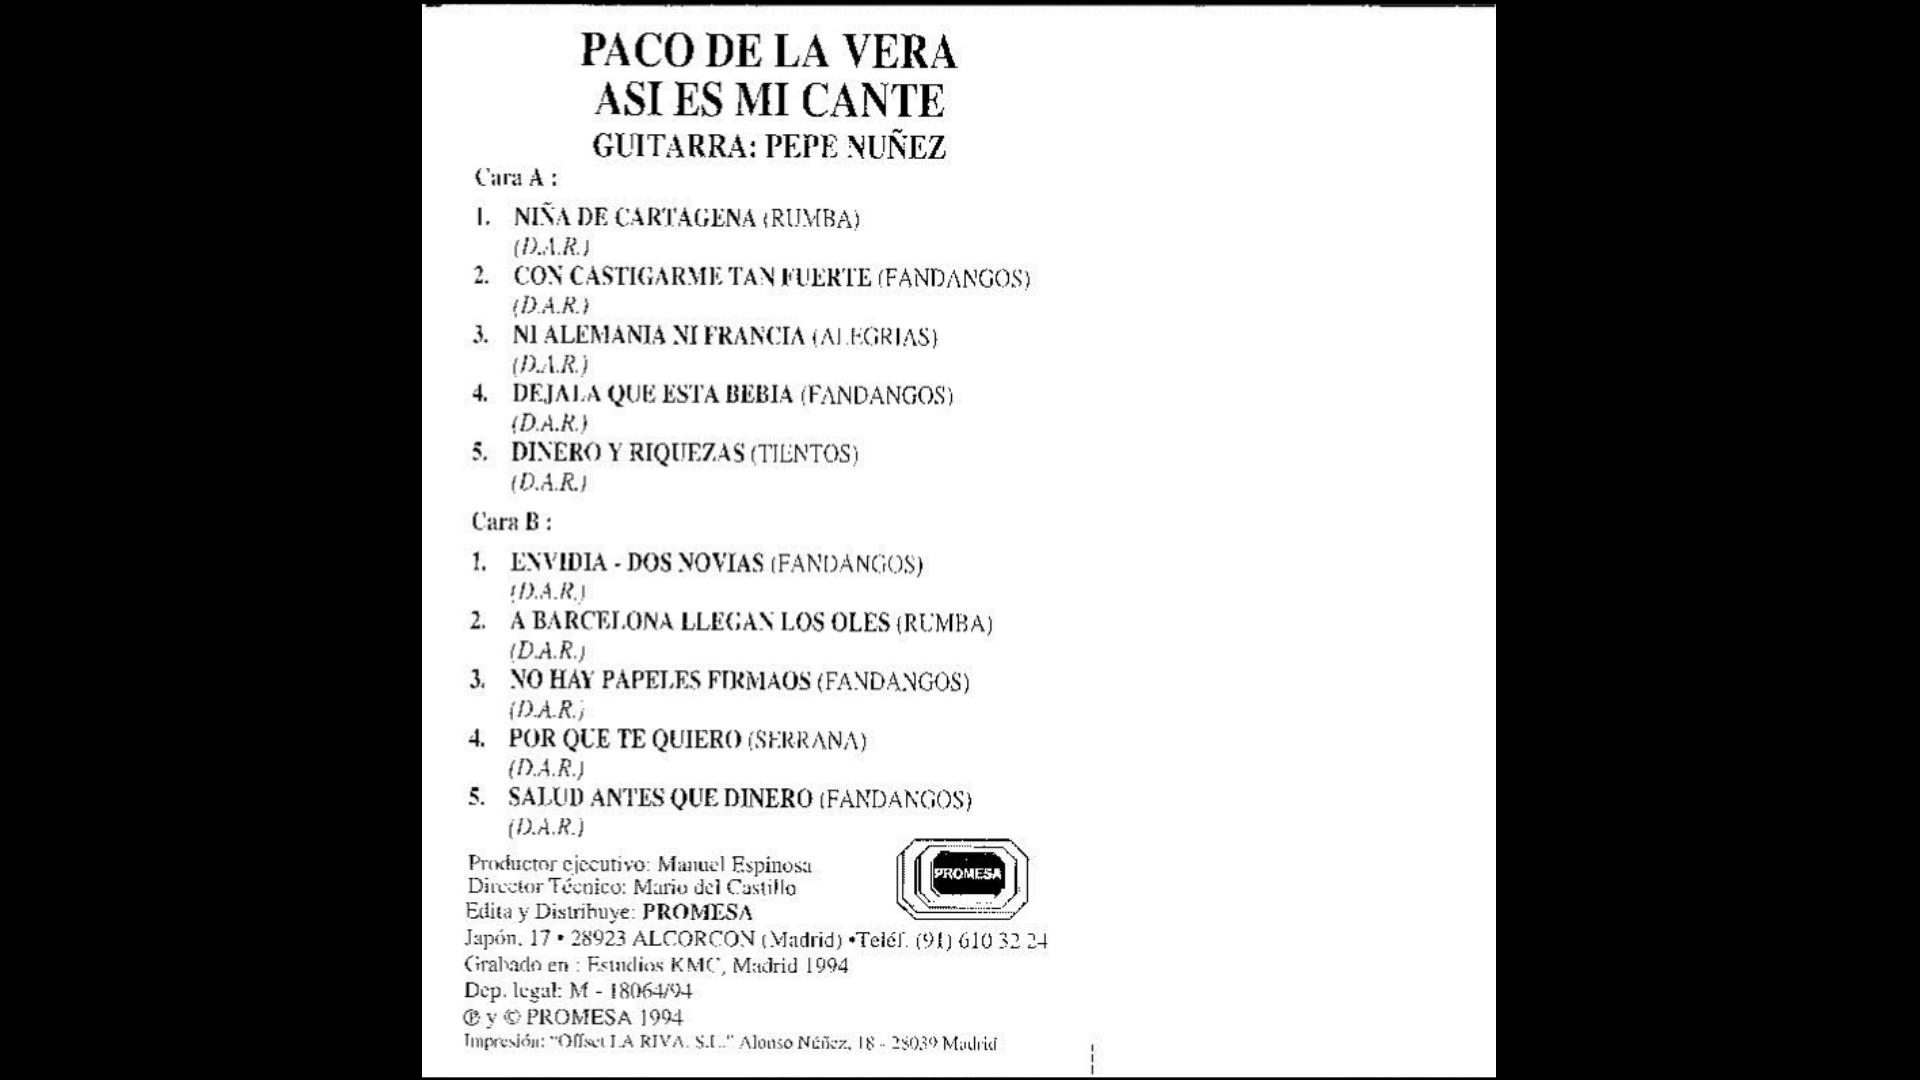 PACO DE LA VERA
ASI ES MI CANTE
GUITARRA: PEPE NUÑEZ
Cara A :
1. NIÑA DE CARTAGENA (RUMBA)
(D.A.R.)
2. CON CASTIGARME TAN FUERTE (FANDANGOS)
(D.A.R.)
3. NI ALEMANIA NI FRANCIA (ALEGRIAS)
(D.A.R.)
4. DEJALA QUE ESTA BEBIA (FANDANGOS)
(D.A.R.)
5. DINERO Y RIQUEZAS (TIENTOS)
(D.A.R.)
Cara B :
1. ENVIDIA - DOS NOVIAS (FANDANGOS)
(D.A.R.)
2. A BARCELONA LLEGAN LOS OLES (RUMBA)
(D.A.R.)
3. NO HAY PAPELES FIRMAOS (FANDANGOS)
(D.A.R.)
4. POR QUE TE QUIERO (SERRANA)
(D.A.R.)
5. SALUD ANTES QUE DINERO (FANDANGOS)
(D.A.R.)
PROMESA
Productor ejecutivo: Manuel Espinosa
Director Técnico: Mario del Castillo
Edita y Distribuye: PROMESA
Japón, 17 • 28923 ALCORCON (Madrid) •Teléf. (91) 610 32 24
Grabado en : Estudios KMC, Madrid 1994
Dep. legal: M - 18064/94
℗ y © PROMESA 1994
Impresión: "Offset LA RIVA, S.L." Alonso Núñez, 18 - 28039 Madrid